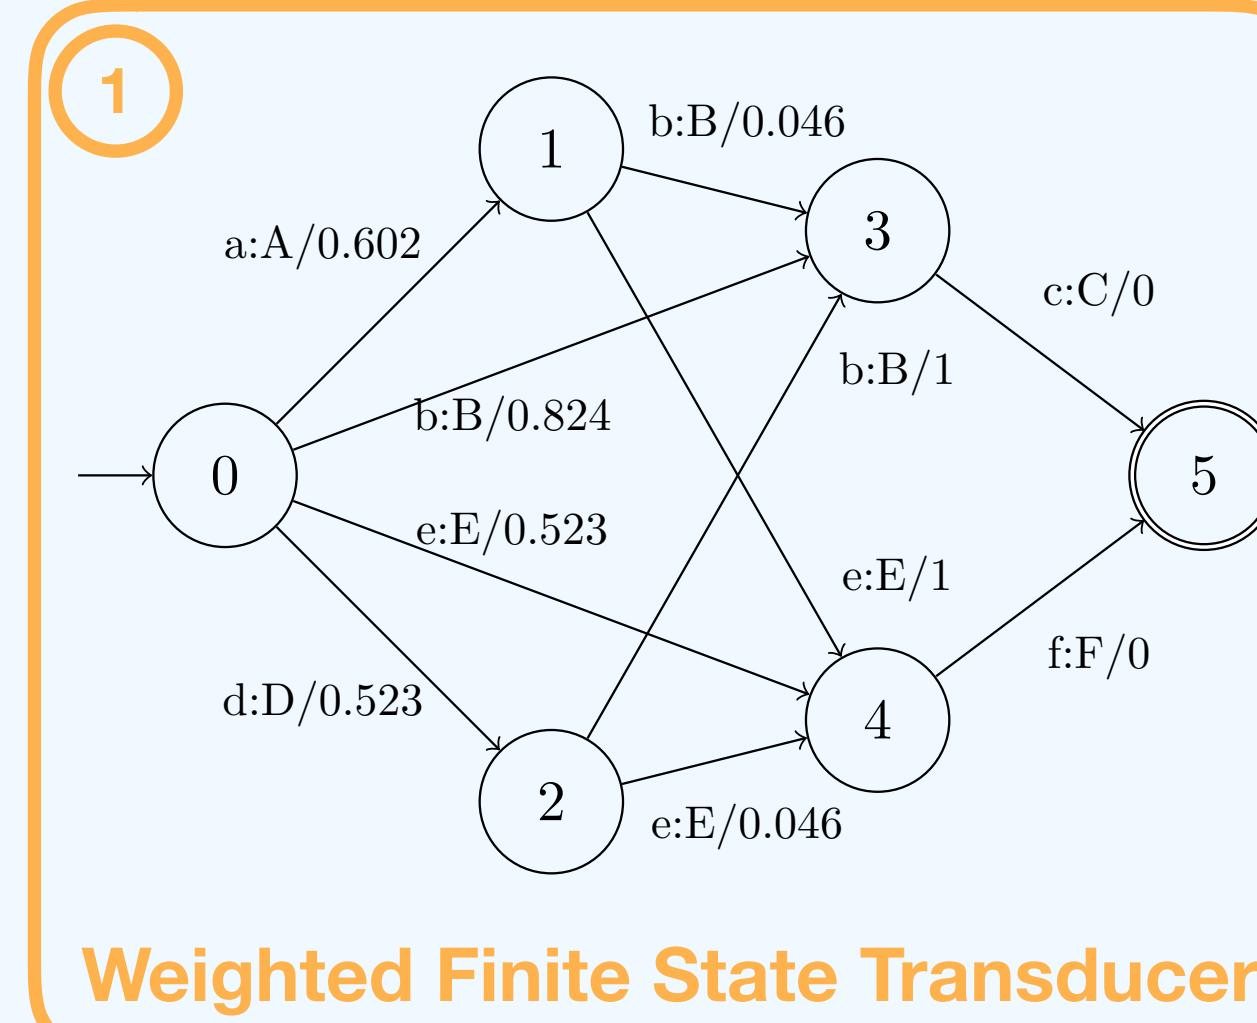 1
1
b:B/0.046
3
a:A/0.602
c:C/0
b:B/1
b:B/0.824
0
5
e:E/0.523
e:E/1
f:F/0
d:D/0.523
4
2
e:E/0.046
Weighted Finite State Transducer